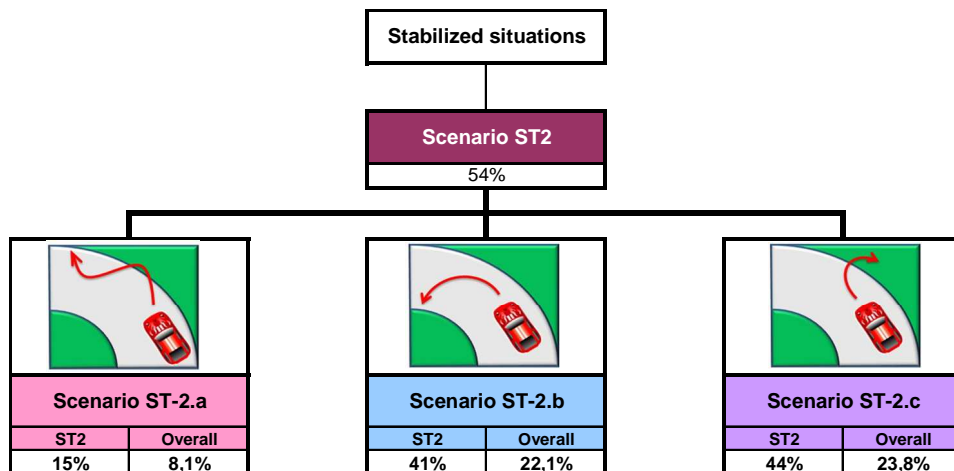 Stabilized situations
Scenario ST2
54%
Scenario ST-2.a
ST2 Overall
15% 8,1%
Scenario ST-2.b
ST2 Overall
41% 22,1%
Scenario ST-2.c
ST2 Overall
44% 23,8%